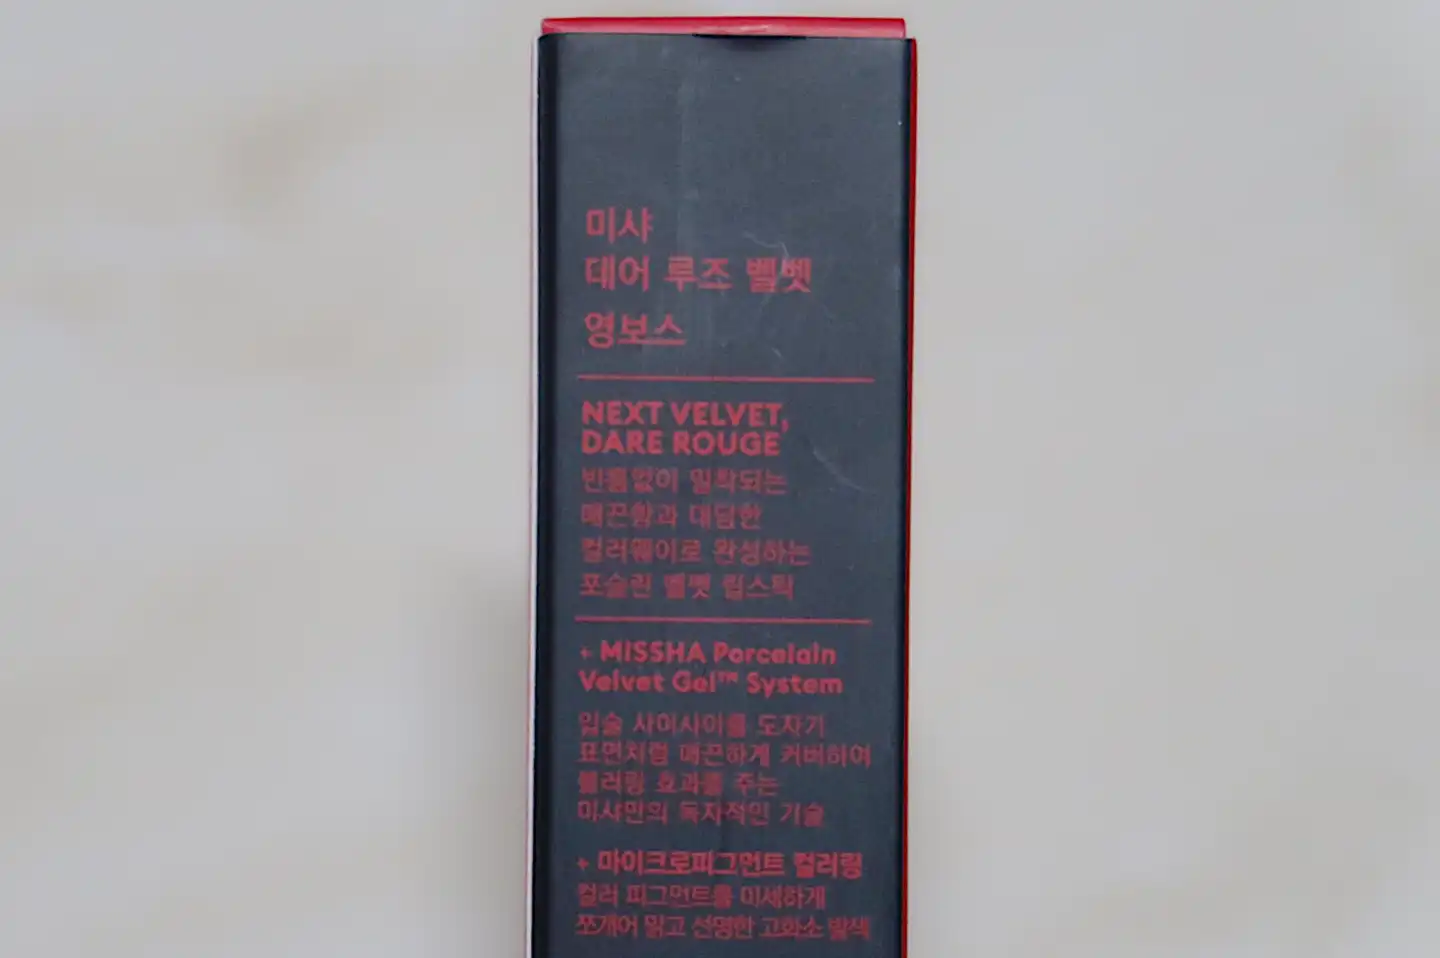 미샤
데어 루즈 벨벳
영보스
NEXT VELVET,
DARE ROUGE
빈틈없이 밀착되는
매끈함과 대담한
컬러웨이로 완성하는
포슬린 벨벳 립스틱
+ MISSHA Porcelain
Velvet Gel™ System
입술 사이사이를 도자기
표면처럼 매끈하게 커버하여
블러링 효과를 주는
미샤만의 독자적인 기술
+ 마이크로피그먼트 컬러링
컬러 피그먼트를 미세하게
쪼개어 맑고 선명한 고화소 발색